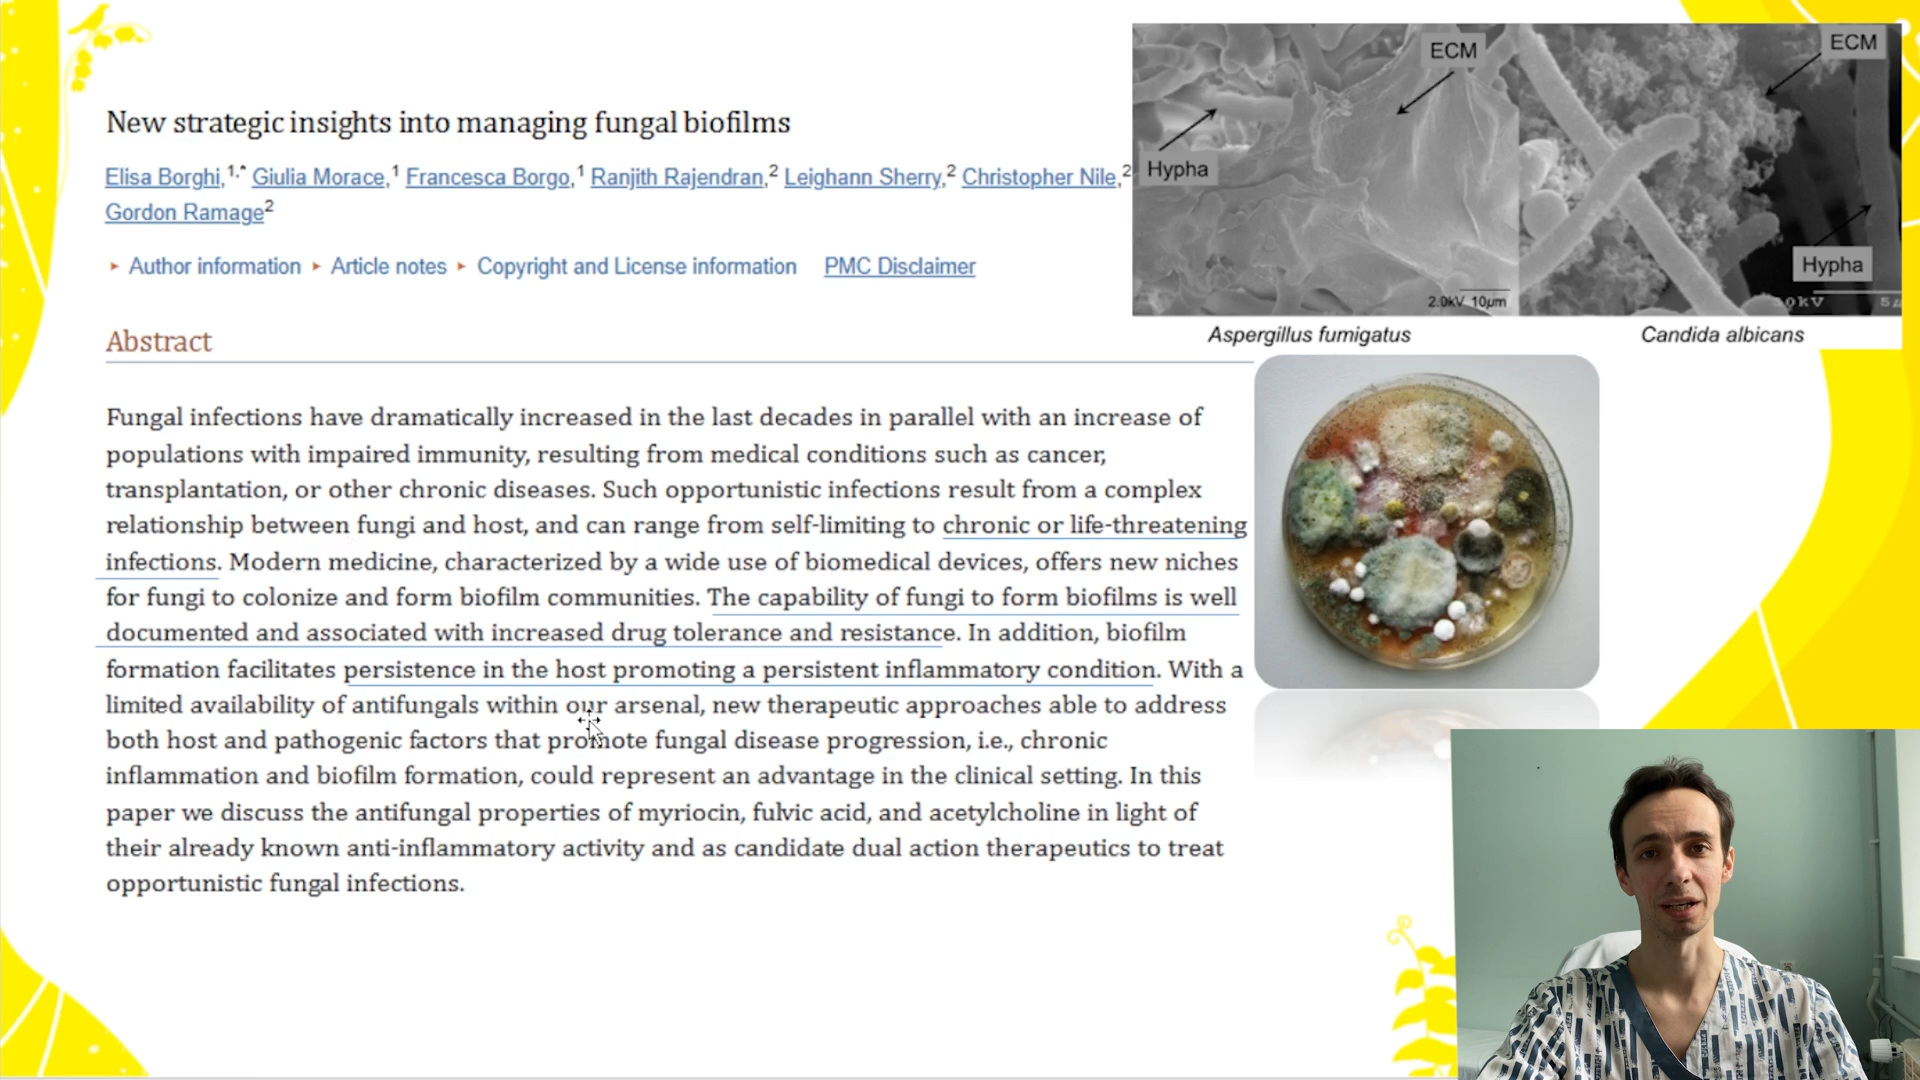 New strategic insights into managing fungal biofilms
Elisa Borghi,1,* Giulia Morace,1 Francesca Borgo,1 Ranjith Rajendran,2 Leighann Sherry,2 Christopher Nile,2
Gordon Ramage2
▸ Author information ▸ Article notes ▸ Copyright and License information PMC Disclaimer
Abstract
Fungal infections have dramatically increased in the last decades in parallel with an increase of
populations with impaired immunity, resulting from medical conditions such as cancer,
transplantation, or other chronic diseases. Such opportunistic infections result from a complex
relationship between fungi and host, and can range from self-limiting to chronic or life-threatening
infections. Modern medicine, characterized by a wide use of biomedical devices, offers new niches
for fungi to colonize and form biofilm communities. The capability of fungi to form biofilms is well
documented and associated with increased drug tolerance and resistance. In addition, biofilm
formation facilitates persistence in the host promoting a persistent inflammatory condition. With a
limited availability of antifungals within our arsenal, new therapeutic approaches able to address
both host and pathogenic factors that promote fungal disease progression, i.e., chronic
inflammation and biofilm formation, could represent an advantage in the clinical setting. In this
paper we discuss the antifungal properties of myriocin, fulvic acid, and acetylcholine in light of
their already known anti-inflammatory activity and as candidate dual action therapeutics to treat
opportunistic fungal infections.
ECM
Hypha
2.0kV 10µm
ECM
Hypha
Aspergillus fumigatus
Candida albicans